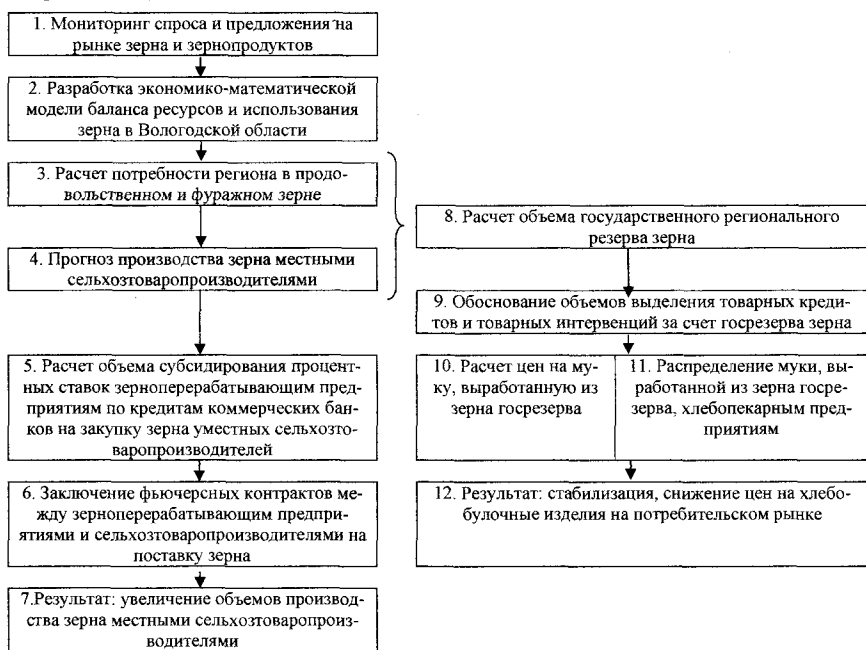 1. Мониторинг спроса и предложения на
рынке зерна и зернопродуктов
2. Разработка экономико-математической
модели баланса ресурсов и использования
зерна в Вологодской области
3. Расчет потребности региона в продо-
вольственном и фуражном зерне
4. Прогноз производства зерна местными
сельхозтоваропроизводителями
5. Расчет объема субсидирования процент-
ных ставок зерноперерабатывающим пред-
приятиям по кредитам коммерческих бан-
ков на закупку зерна уместных сельхозто-
варопроизводителей
6. Заключение фьючерсных контрактов ме-
жду зерноперерабатывающим предпри-
ятиями и сельхозтоваропроизводителями на
поставку зерна
7.Результат: увеличение объемов производ-
ства зерна местными сельхозтоваропроиз-
водителями
8. Расчет объема государственного регионального
резерва зерна
9. Обоснование объемов выделения товарных креди-
тов и товарных интервенций за счет госрезерва зерна
10. Расчет цен на му-
ку, выработанную из
зерна госрезерва
11. Распределение муки, вы-
работанной из зерна госре-
зерва, хлебопекарным пред-
приятиям
12. Результат: стабилизация, снижение цен на хлебо-
булочные изделия на потребительском рынке